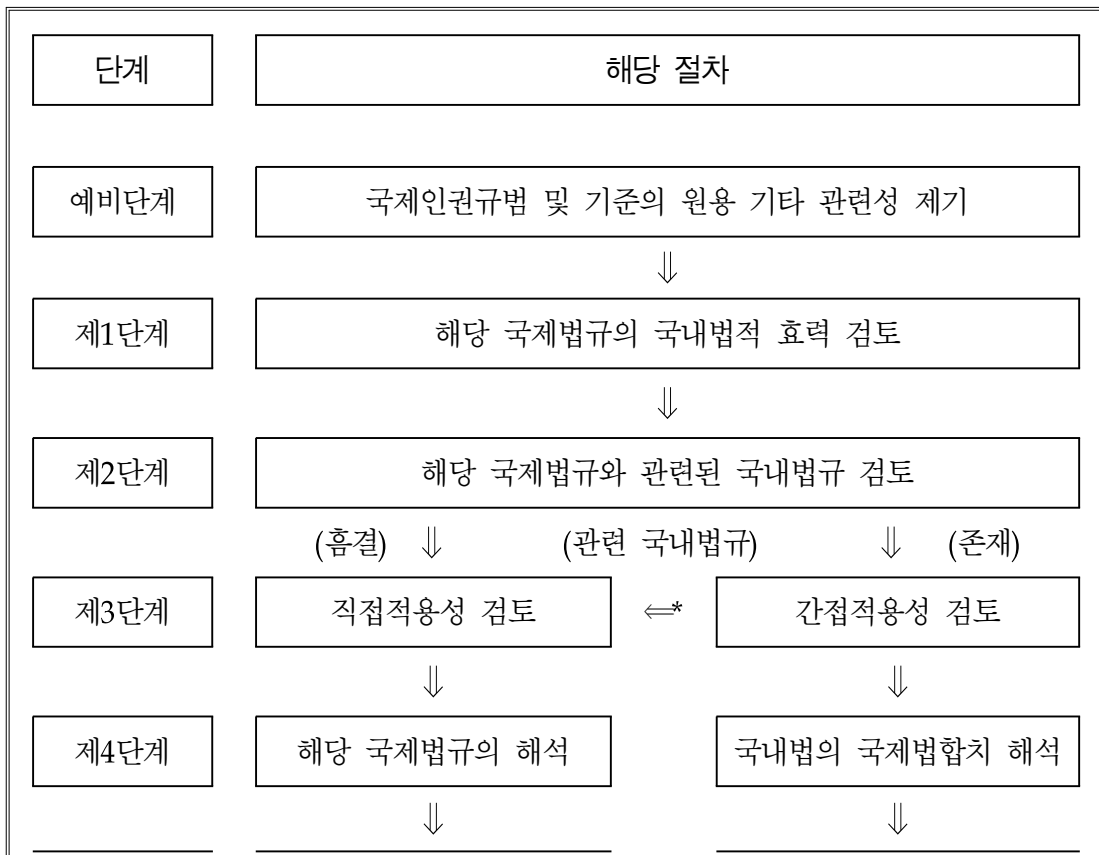 단계 해당 절차
예비단계 국제인권규범 및 기준의 원용 기타 관련성 제기
⇓
제1단계 해당 국제법규의 국내법적 효력 검토
⇓
제2단계 해당 국제법규와 관련된 국내법규 검토
(흠결) ⇓ (관련 국내법규) ⇓ (존재)
제3단계 직접적용성 검토 ⇐* 간접적용성 검토
⇓ ⇓
제4단계 해당 국제법규의 해석 국내법의 국제법합치 해석
⇓ ⇓